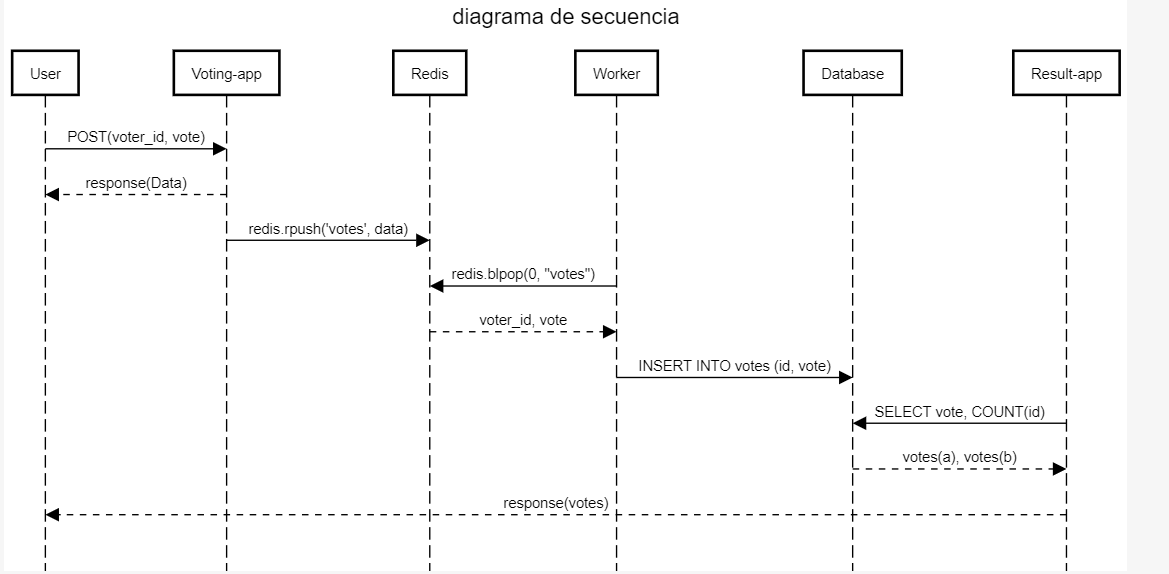 diagrama de secuencia
User
Voting-app
Redis
Worker
Database
Result-app
POST(voter_id, vote)
response(Data)
redis.rpush('votes', data)
redis.blpop(0, "votes")
voter_id, vote
INSERT INTO votes (id, vote)
SELECT vote, COUNT(id)
votes(a), votes(b)
response(votes)